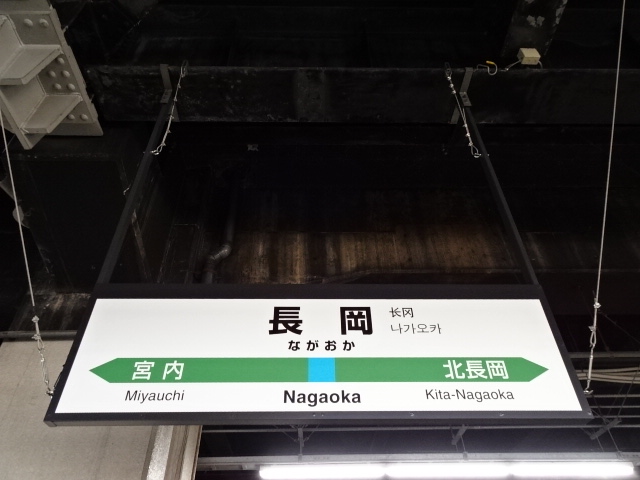 長岡
长冈
나가오카
ながおか
宮内 北長岡
Miyauchi Nagaoka Kita-Nagaoka